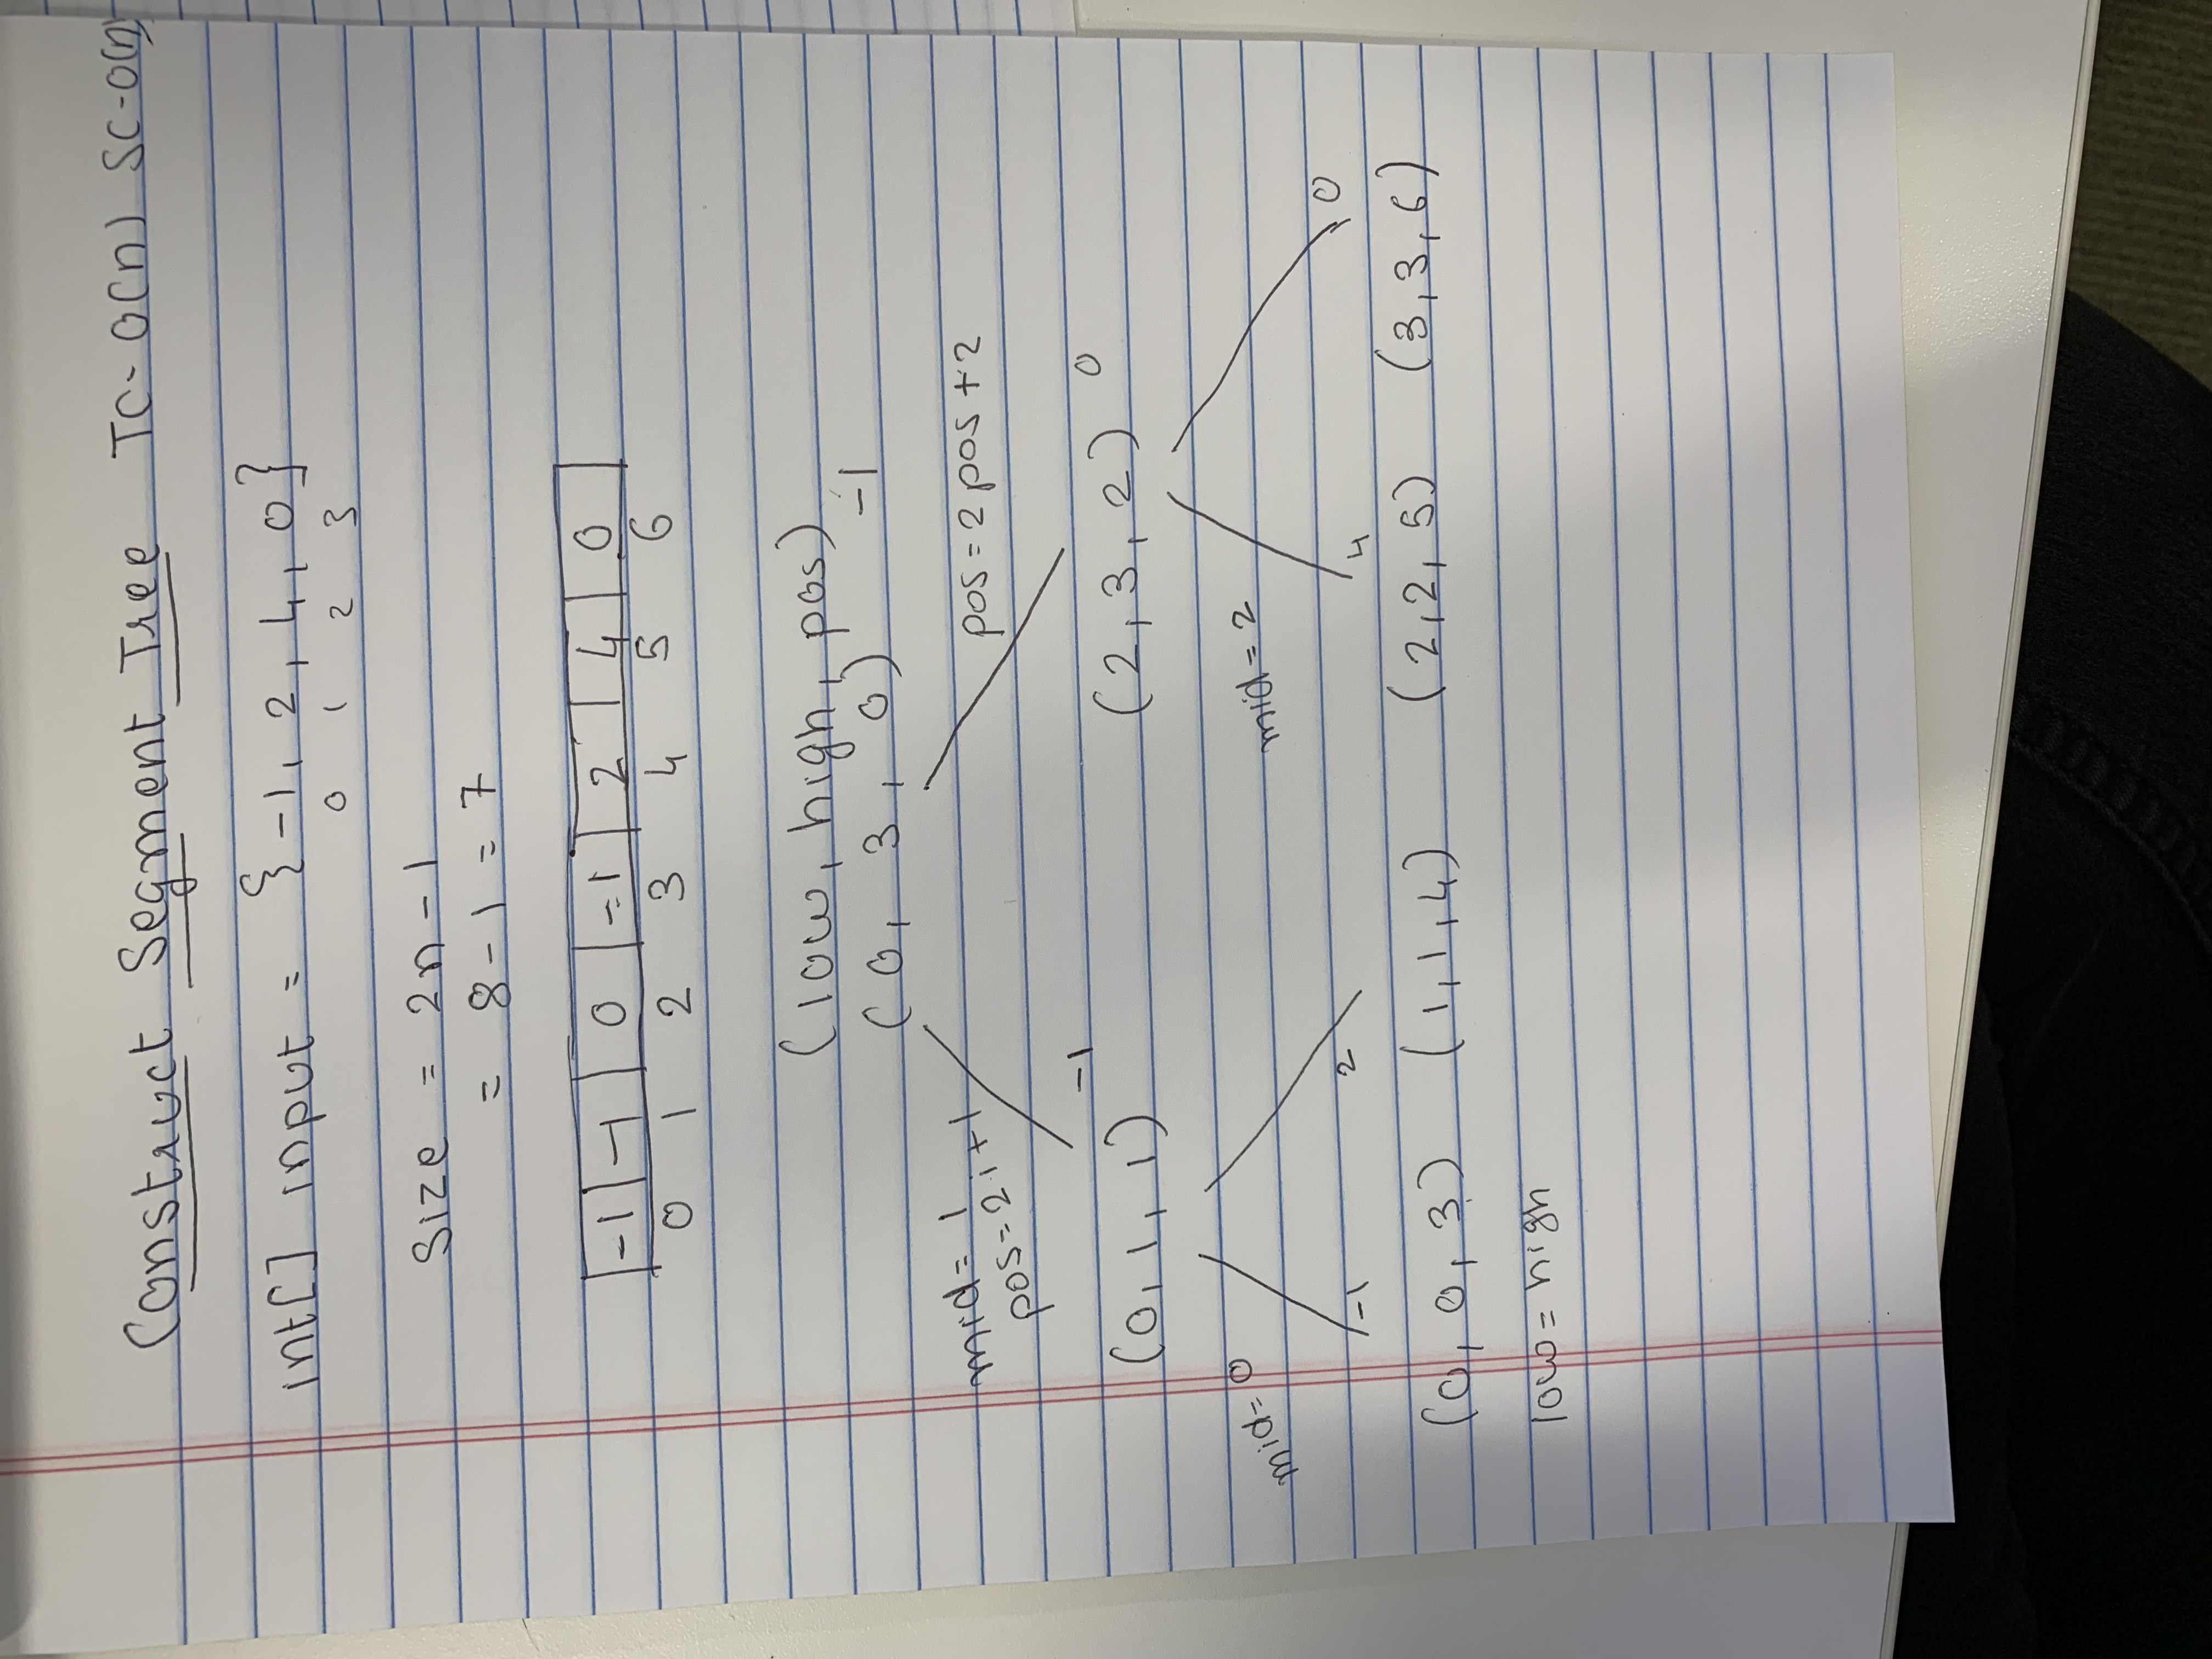 Construct Segment Tree TC- O(n) SC-O(n)
int[] input = {-1, 2, 4, 0}
0 1 2 3
Size = 2n - 1
= 8 - 1 = 7
-1 -1 0 -1 2 4 0
0 1 2 3 4 5 6
(low, high, pos)
(0, 3, 0) -1
mid = 1
pos = 2i+1
pos = 2pos+2
-1
0
(0, 1, 1) (2, 3, 2)
mid=0 mid = 2
-1 2 4 0
(0, 0, 3) (1,1,4) (2,2,5) (3,3,6)
low = high